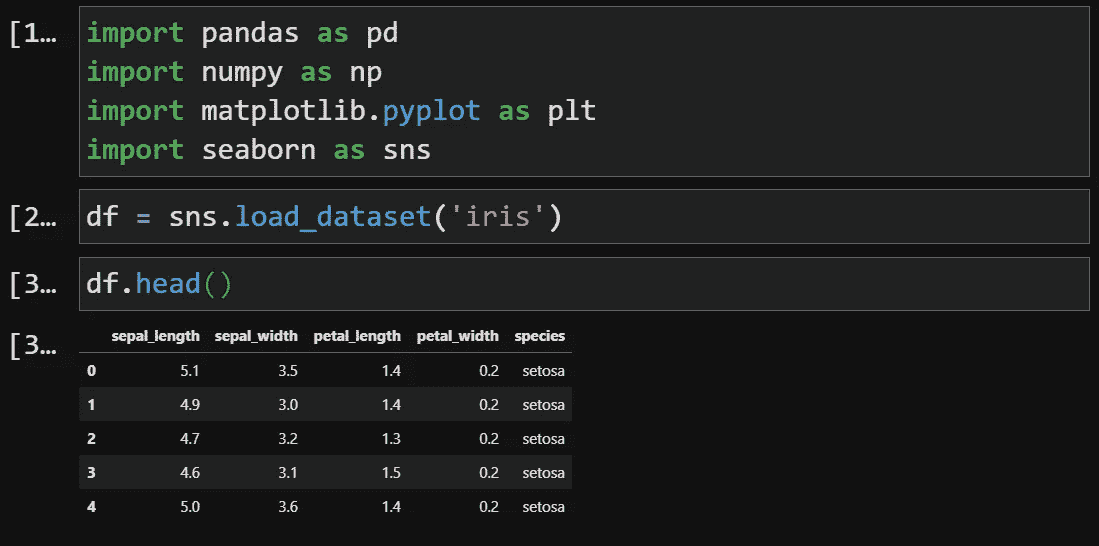 [1…
import pandas as pd
import numpy as np
import matplotlib.pyplot as plt
import seaborn as sns
[2…
df = sns.load_dataset('iris')
[3…
df.head()
[3…
sepal_length sepal_width petal_length petal_width species
0 5.1 3.5 1.4 0.2 setosa
1 4.9 3.0 1.4 0.2 setosa
2 4.7 3.2 1.3 0.2 setosa
3 4.6 3.1 1.5 0.2 setosa
4 5.0 3.6 1.4 0.2 setosa